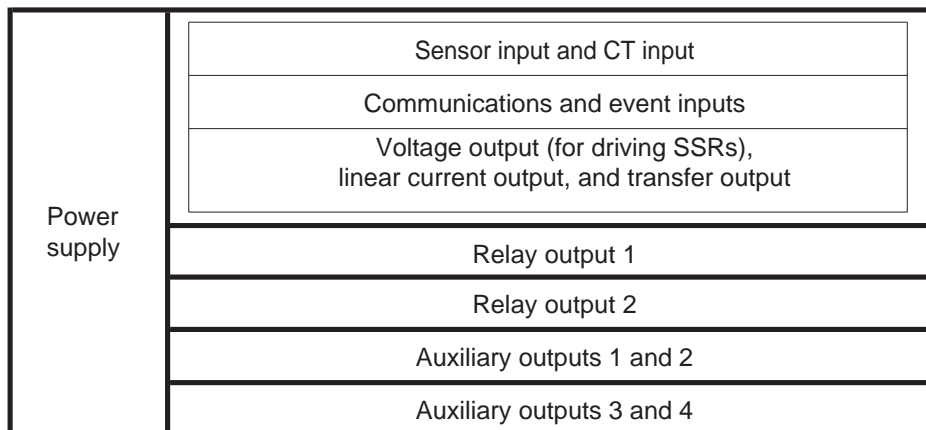 Power
supply
Sensor input and CT input
Communications and event inputs
Voltage output (for driving SSRs),
linear current output, and transfer output
Relay output 1
Relay output 2
Auxiliary outputs 1 and 2
Auxiliary outputs 3 and 4